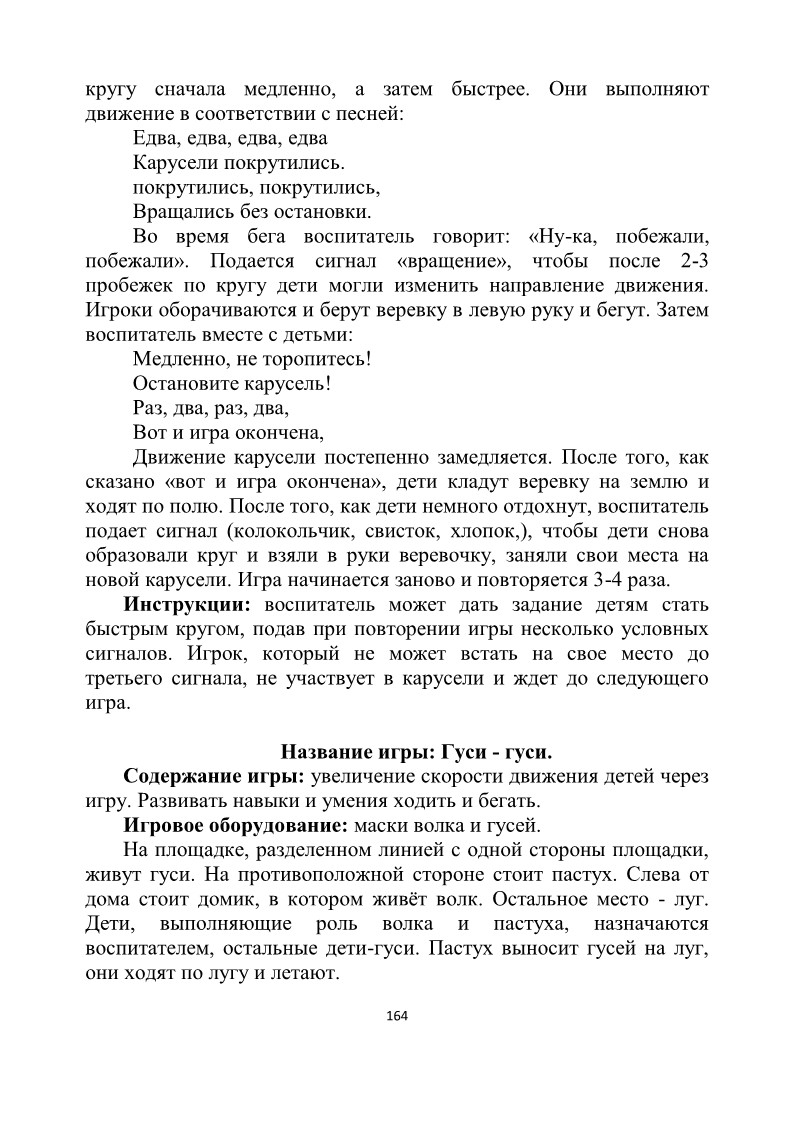 кругу сначала медленно, а затем быстрее. Они выполняют
движение в соответствии с песней:
Едва, едва, едва, едва
Карусели покрутились.
покрутились, покрутились,
Вращались без остановки.
Во время бега воспитатель говорит: «Ну-ка, побежали,
побежали». Подается сигнал «вращение», чтобы после 2-3
пробежек по кругу дети могли изменить направление движения.
Игроки оборачиваются и берут веревку в левую руку и бегут. Затем
воспитатель вместе с детьми:
Медленно, не торопитесь!
Остановите карусель!
Раз, два, раз, два,
Вот и игра окончена,
Движение карусели постепенно замедляется. После того, как
сказано «вот и игра окончена», дети кладут веревку на землю и
ходят по полю. После того, как дети немного отдохнут, воспитатель
подает сигнал (колокольчик, свисток, хлопок,), чтобы дети снова
образовали круг и взяли в руки веревочку, заняли свои места на
новой карусели. Игра начинается заново и повторяется 3-4 раза.
Инструкции: воспитатель может дать задание детям стать
быстрым кругом, подав при повторении игры несколько условных
сигналов. Игрок, который не может встать на свое место до
третьего сигнала, не участвует в карусели и ждет до следующего
игра.
Название игры: Гуси - гуси.
Содержание игры: увеличение скорости движения детей через
игру. Развивать навыки и умения ходить и бегать.
Игровое оборудование: маски волка и гусей.
На площадке, разделенном линией с одной стороны площадки,
живут гуси. На противоположной стороне стоит пастух. Слева от
дома стоит домик, в котором живёт волк. Остальное место - луг.
Дети, выполняющие роль волка и пастуха, назначаются
воспитателем, остальные дети-гуси. Пастух выносит гусей на луг,
они ходят по лугу и летают.
164